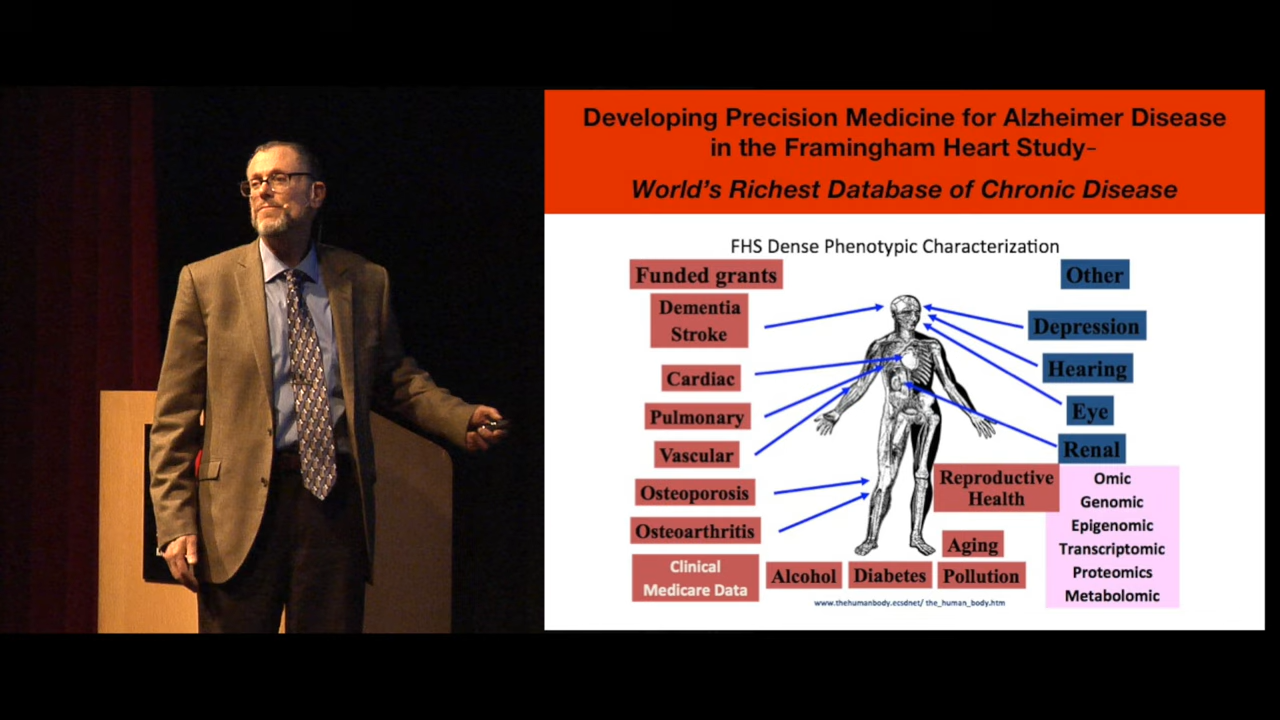 Developing Precision Medicine for Alzheimer Disease
in the Framingham Heart Study–
World's Richest Database of Chronic Disease
FHS Dense Phenotypic Characterization
Funded grants
Dementia
Stroke
Cardiac
Pulmonary
Vascular
Osteoporosis
Osteoarthritis
Clinical
Medicare Data
Alcohol
Diabetes
Pollution
Aging
Reproductive
Health
Other
Depression
Hearing
Eye
Renal
Omic
Genomic
Epigenomic
Transcriptomic
Proteomics
Metabolomic
www.thehumanbody.ecsdnet/ the_human_body.htm